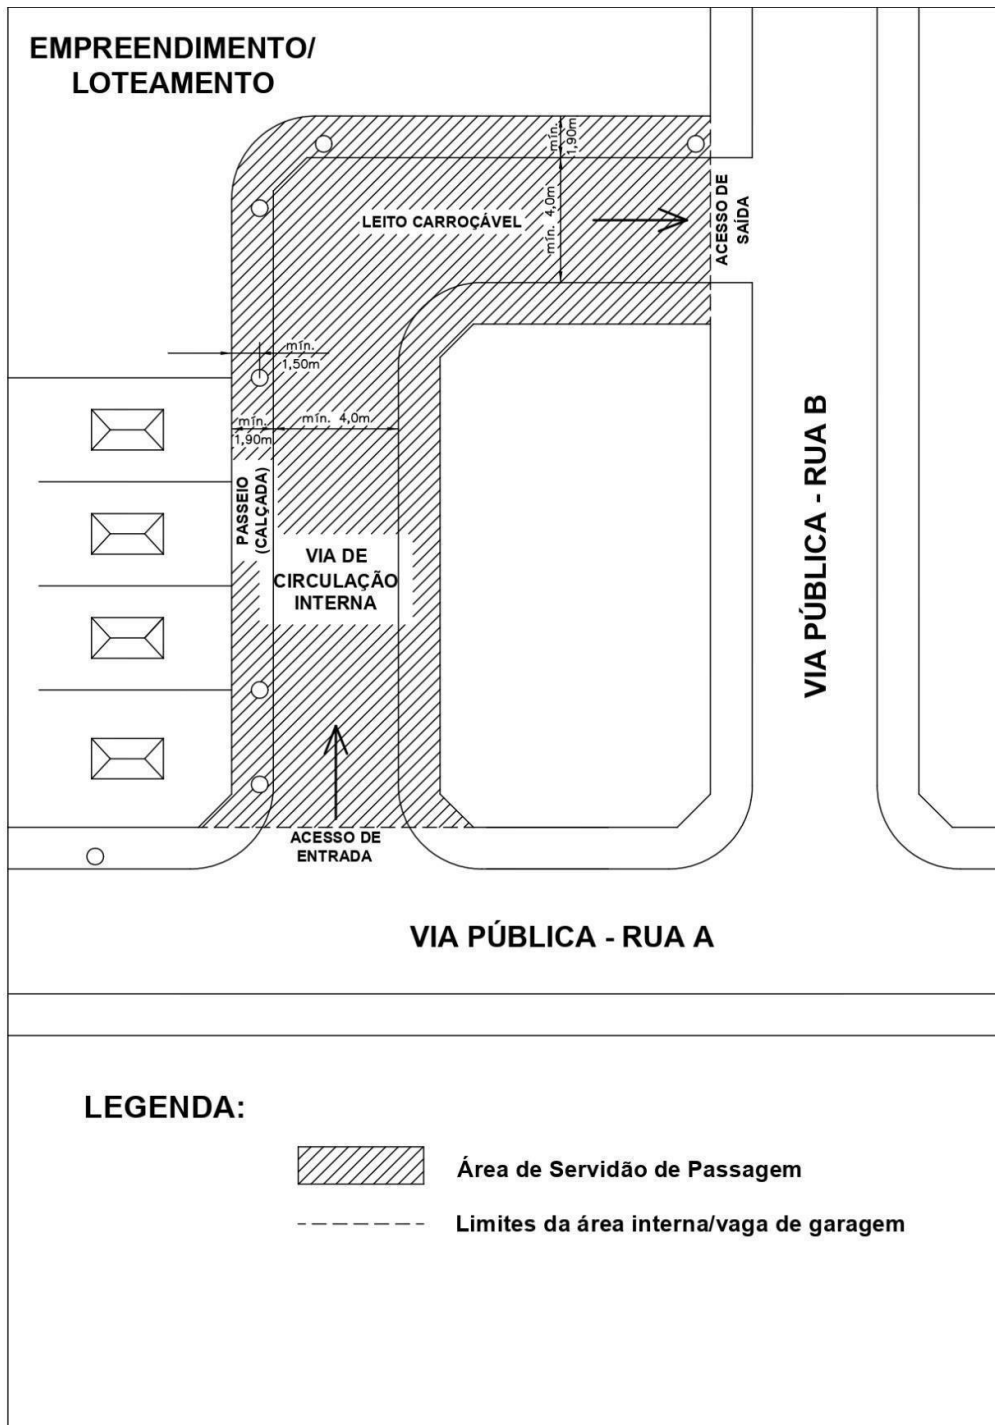 EMPREENDIMENTO/
LOTEAMENTO
mín.
1,90m
LEITO CARROÇÁVEL
mín. 4,0m
ACESSO DE
SAÍDA
mín.
1,50m
mín.
1,90m
mín. 4,0m
PASSEIO
(CALÇADA)
VIA DE
CIRCULAÇÃO
INTERNA
VIA PÚBLICA - RUA B
ACESSO DE
ENTRADA
VIA PÚBLICA - RUA A
LEGENDA:
Área de Servidão de Passagem
Limites da área interna/vaga de garagem